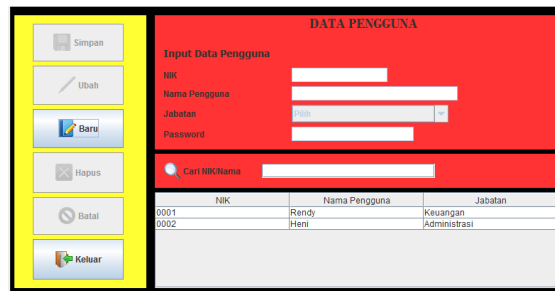 Simpan
Ubah
Baru
Hapus
Batal
Keluar
DATA PENGGUNA
Input Data Pengguna
NIK
Nama Pengguna
Jabatan Pilih
Password
Cari NIK/Nama
NIK Nama Pengguna Jabatan
0001 Rendy Keuangan
0002 Heni Administrasi